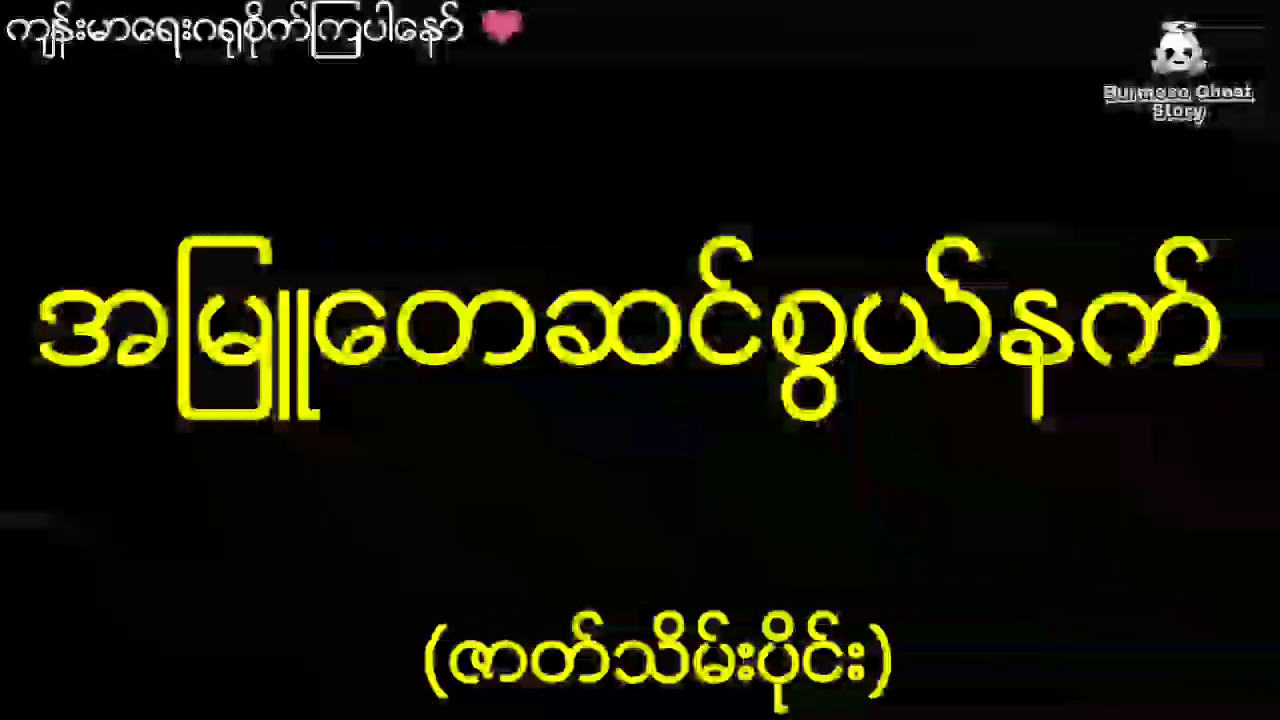 ကျန်းမာရေးဂရုစိုက်ကြပါနော် ❤
Burmese Ghost
Story
အမြူတေဆင်စွယ်နက်
(ဇာတ်သိမ်းပိုင်း)